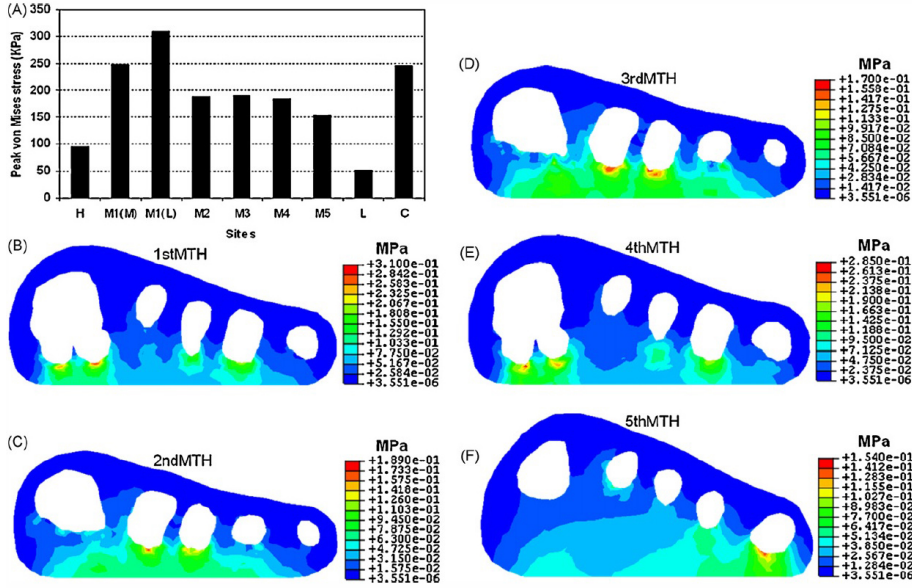 (A)
Peak von Mises stress (KPa)
350
300
250
200
150
100
50
0
H M1(M) M1(L) M2 M3 M4 M5 L C
Sites
(B)
1stMTH
MPa
+3.100e-01
+2.842e-01
+2.583e-01
+2.325e-01
+2.067e-01
+1.808e-01
+1.550e-01
+1.292e-01
+1.033e-01
+7.750e-02
+5.167e-02
+2.584e-02
+3.551e-06
(C)
2ndMTH
MPa
+1.890e-01
+1.733e-01
+1.575e-01
+1.418e-01
+1.260e-01
+1.103e-01
+9.450e-02
+7.875e-02
+6.300e-02
+4.725e-02
+3.150e-02
+1.575e-02
+3.551e-06
(D)
3rdMTH
MPa
+1.700e-01
+1.558e-01
+1.417e-01
+1.275e-01
+1.133e-01
+9.917e-02
+8.500e-02
+7.084e-02
+5.667e-02
+4.250e-02
+2.834e-02
+1.417e-02
+3.551e-06
(E)
4thMTH
MPa
+2.850e-01
+2.613e-01
+2.375e-01
+2.138e-01
+1.900e-01
+1.663e-01
+1.425e-01
+1.188e-01
+9.500e-02
+7.125e-02
+4.750e-02
+2.375e-02
+3.551e-06
(F)
5thMTH
MPa
+1.540e-01
+1.412e-01
+1.283e-01
+1.155e-01
+1.027e-01
+8.983e-02
+7.700e-02
+6.417e-02
+5.134e-02
+3.850e-02
+2.567e-02
+1.284e-02
+3.551e-06